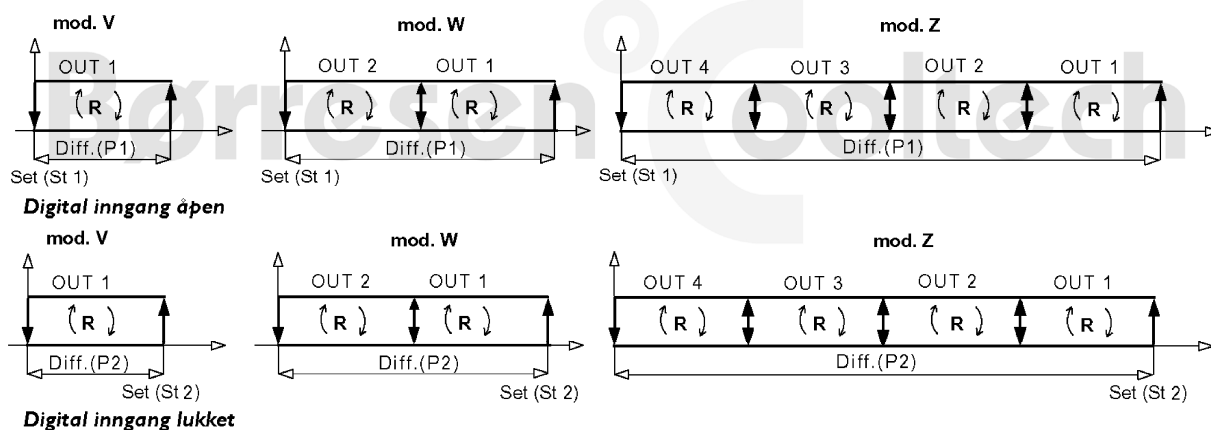 mod. V mod. W mod. Z
OUT 1 OUT 2 OUT 1 OUT 4 OUT 3 OUT 2 OUT 1
Børresen Cooltech
R R R R R R R
Diff.(P1) Diff.(P1) Diff.(P1)
Set (St 1) Set (St 1) Set (St 1)
Digital inngang åpen
mod. V mod. W mod. Z
OUT 1 OUT 2 OUT 1 OUT 4 OUT 3 OUT 2 OUT 1
R R R R R R R
Diff.(P2) Diff.(P2) Diff.(P2)
Set (St 2) Set (St 2) Set (St 2)
Digital inngang lukket